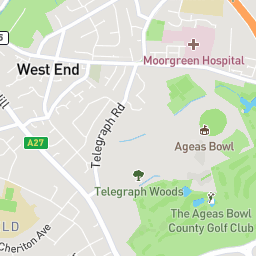 Moorgreen Hospital
West End
Telegraph Rd
A27
Ageas Bowl
Telegraph Woods
The Ageas Bowl
County Golf Club
Cheriton Ave